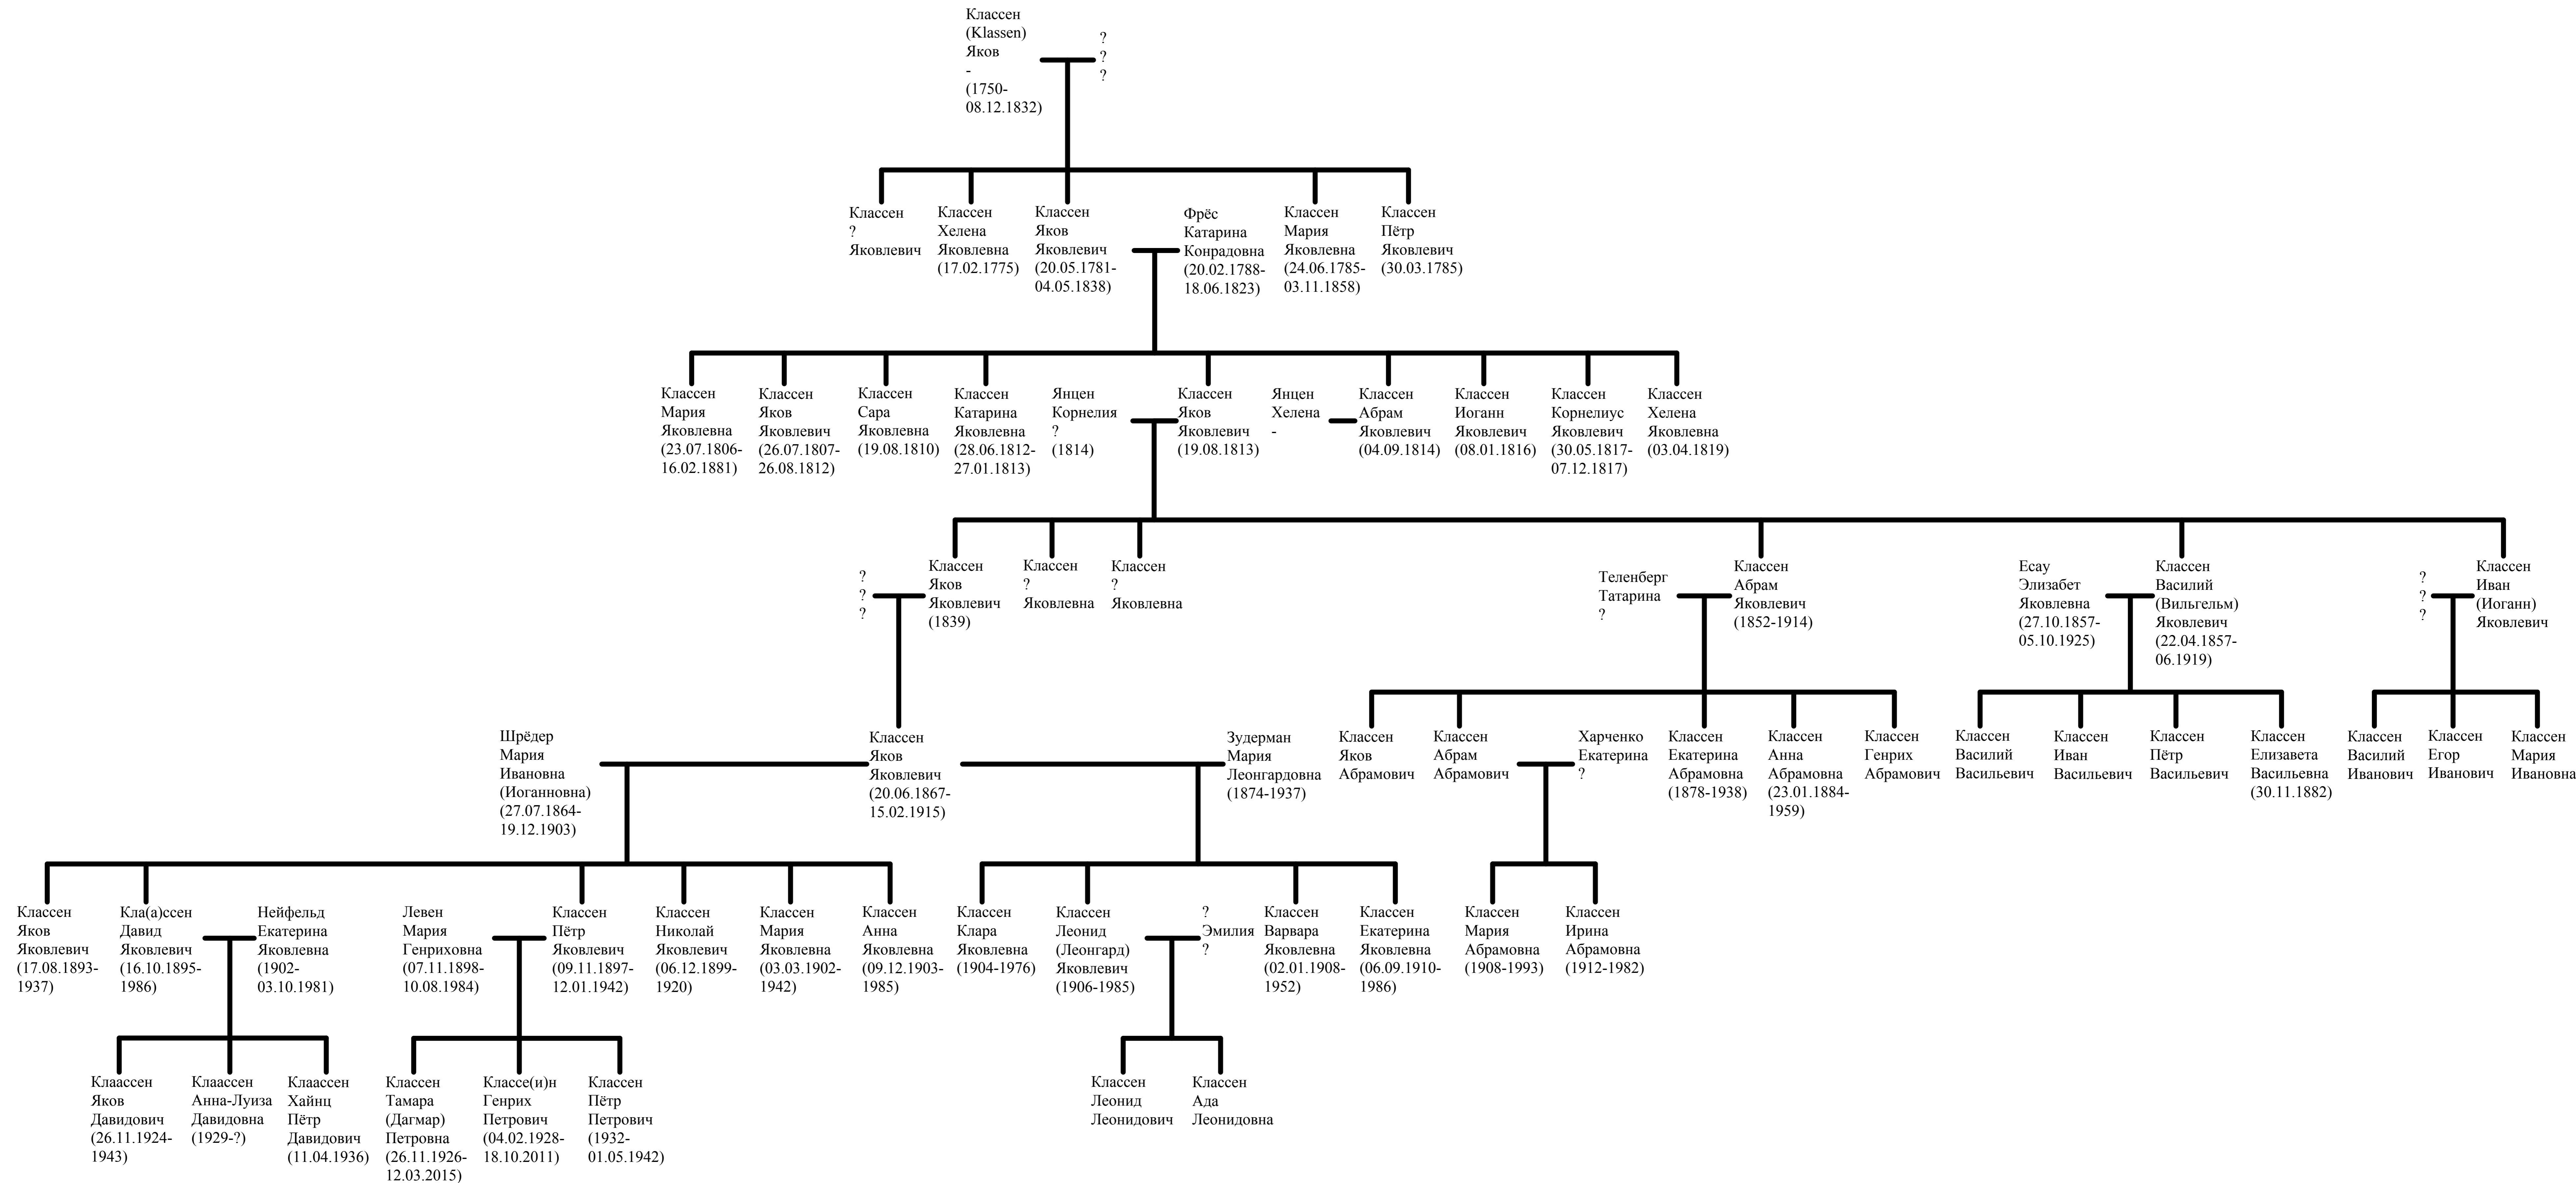 Классен
(Klassen)
Яков
-
(1750-
08.12.1832)
?
?
?
Классен
?
Яковлевич
Классен
Хелена
Яковлевна
(17.02.1775)
Классен
Яков
Яковлевич
(20.05.1781-
04.05.1838)
Фрёс
Катарина
Конрадовна
(20.02.1788-
18.06.1823)
Классен
Мария
Яковлевна
(24.06.1785-
03.11.1858)
Классен
Пётр
Яковлевич
(30.03.1785)
Классен
Мария
Яковлевна
(23.07.1806-
16.02.1881)
Классен
Яков
Яковлевич
(26.07.1807-
26.08.1812)
Классен
Сара
Яковлевна
(19.08.1810)
Классен
Катарина
Яковлевна
(28.06.1812-
27.01.1813)
Янцен
Корнелия
?
(1814)
Классен
Яков
Яковлевич
(19.08.1813)
Янцен
Хелена
-
Классен
Абрам
Яковлевич
(04.09.1814)
Классен
Иоганн
Яковлевич
(08.01.1816)
Классен
Корнелиус
Яковлевич
(30.05.1817-
07.12.1817)
Классен
Хелена
Яковлевна
(03.04.1819)
?
?
?
Классен
Яков
Яковлевич
(1839)
Классен
?
Яковлевна
Классен
?
Яковлевна
Теленберг
Татарина
?
Классен
Абрам
Яковлевич
(1852-1914)
Есау
Элизабет
Яковлевна
(27.10.1857-
05.10.1925)
Классен
Василий
(Вильгельм)
Яковлевич
(22.04.1857-
06.1919)
?
?
?
Классен
Иван
(Иоганн)
Яковлевич
Шрёдер
Мария
Ивановна
(Иоганновна)
(27.07.1864-
19.12.1903)
Классен
Яков
Яковлевич
(20.06.1867-
15.02.1915)
Зудерман
Мария
Леонгардовна
(1874-1937)
Классен
Яков
Абрамович
Классен
Абрам
Абрамович
Харченко
Екатерина
?
Классен
Екатерина
Абрамовна
(1878-1938)
Классен
Анна
Абрамовна
(23.01.1884-
1959)
Классен
Генрих
Абрамович
Классен
Василий
Васильевич
Классен
Иван
Васильевич
Классен
Пётр
Васильевич
Классен
Елизавета
Васильевна
(30.11.1882)
Классен
Василий
Иванович
Классен
Егор
Иванович
Классен
Мария
Ивановна
Классен
Яков
Яковлевич
(17.08.1893-
1937)
Кла(а)ссен
Давид
Яковлевич
(16.10.1895-
1986)
Нейфельд
Екатерина
Яковлевна
(1902-
03.10.1981)
Левен
Мария
Генриховна
(07.11.1898-
10.08.1984)
Классен
Пётр
Яковлевич
(09.11.1897-
12.01.1942)
Классен
Николай
Яковлевич
(06.12.1899-
1920)
Классен
Мария
Яковлевна
(03.03.1902-
1942)
Классен
Анна
Яковлевна
(09.12.1903-
1985)
Классен
Клара
Яковлевна
(1904-1976)
Классен
Леонид
(Леонгард)
Яковлевич
(1906-1985)
?
Эмилия
?
Классен
Варвара
Яковлевна
(02.01.1908-
1952)
Классен
Екатерина
Яковлевна
(06.09.1910-
1986)
Классен
Мария
Абрамовна
(1908-1993)
Классен
Ирина
Абрамовна
(1912-1982)
Клаассен
Яков
Давидович
(26.11.1924-
1943)
Клаассен
Анна-Луиза
Давидовна
(1929-?)
Клаассен
Хайнц
Пётр
Давидович
(11.04.1936)
Классен
Тамара
(Дагмар)
Петровна
(26.11.1926-
12.03.2015)
Классе(и)н
Генрих
Петрович
(04.02.1928-
18.10.2011)
Классен
Пётр
Петрович
(1932-
01.05.1942)
Классен
Леонид
Леонидович
Классен
Ада
Леонидовна